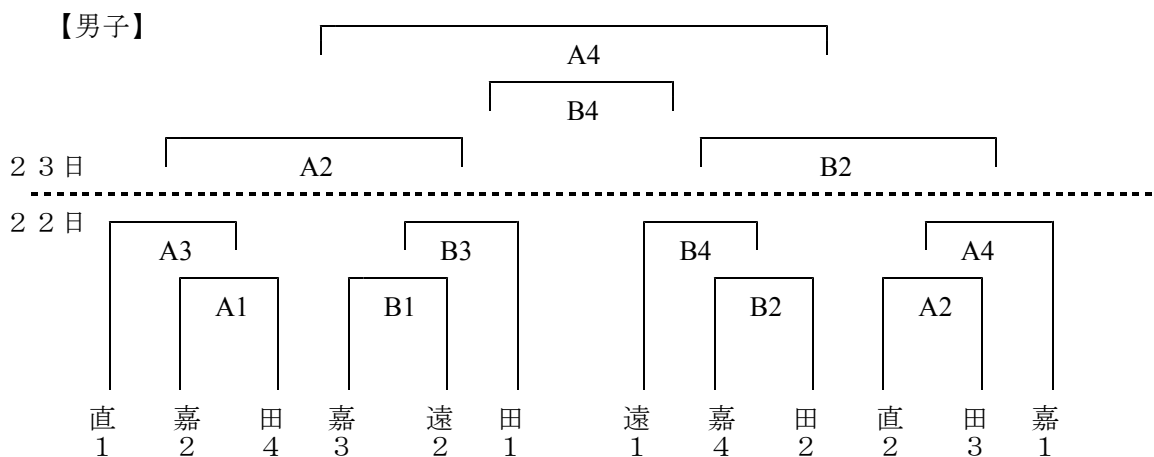 【男子】
A4
B4
２３日 A2 B2
２２日
A3 B3 B4 A4
A1 B1 B2 A2
直 嘉 田 嘉 遠 田 遠 嘉 田 直 田 嘉
１ ２ ４ ３ ２ １ １ ４ ２ ２ ３ １